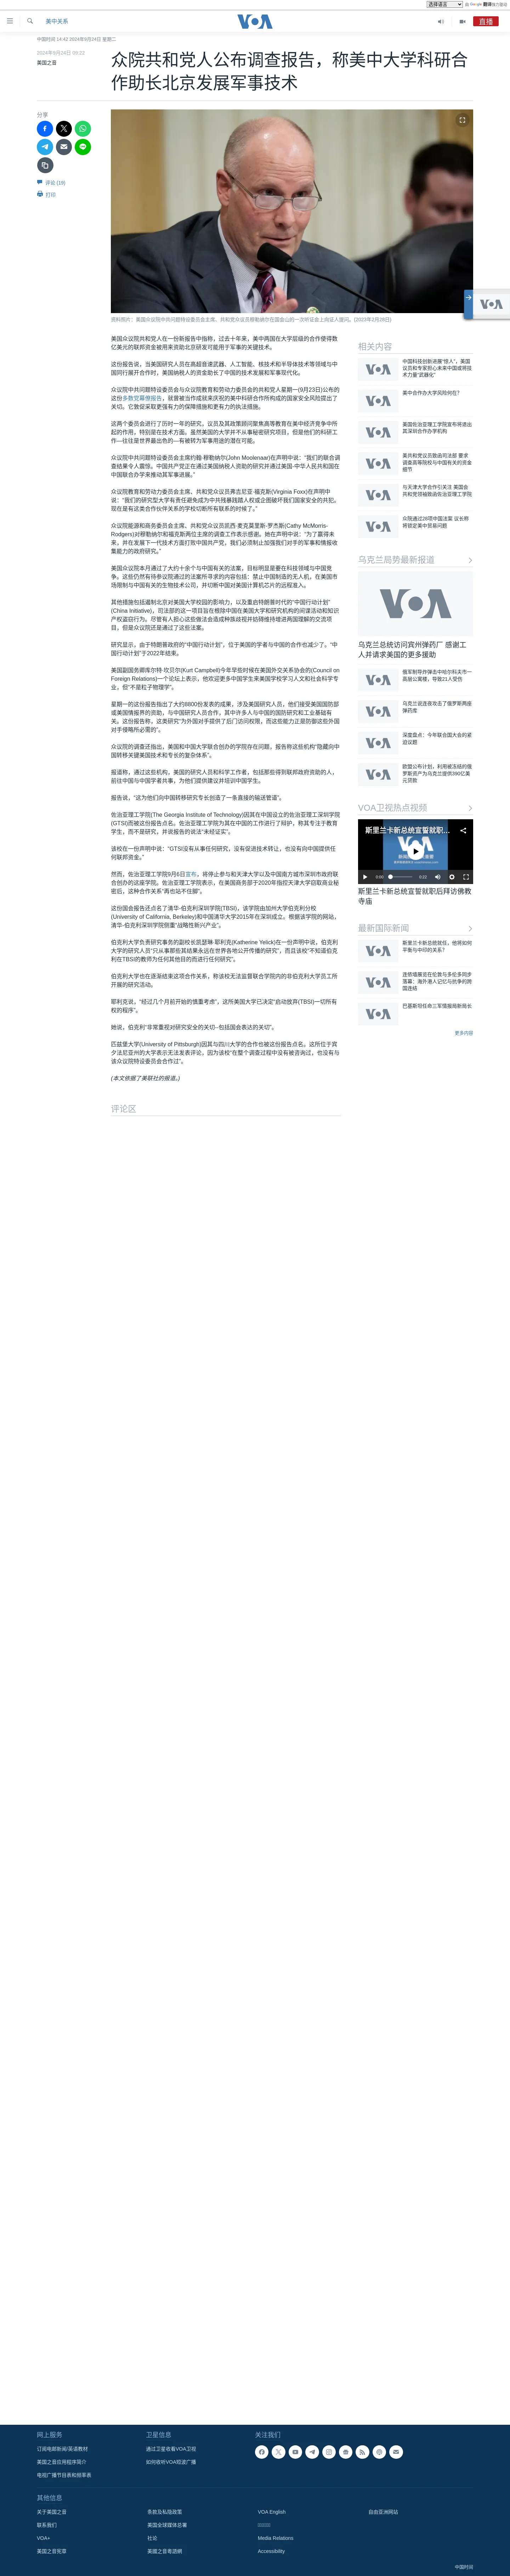 选择语言
由 Google 翻译强力驱动
美中关系
VOA
直播
中国时间 14:42 2024年9月24日 星期二
2024年9月24日 00:22
美国之音
众院共和党人公布调查报告，称美中大学科研合作助长北京发展军事技术
分享
评论 (19)
打印
资料照片：美国众议院中共问题特设委员会主席、共和党众议员穆勒纳尔在国会山的一次听证会上向证人提问。(2023年2月28日)
美国众议院共和党人在一份新报告中指称，过去十年来，美中两国在大学层级的合作使得数亿美元的联邦资金被用来资助北京研发可能用于军事的关键技术。
这份报告说，当美国研究人员在高超音速武器、人工智能、核技术和半导体技术等领域与中国同行展开合作时，美国纳税人的资金帮助长了中国的技术发展和军事现代化。
众议院中共问题特设委员会与众议院教育和劳动力委员会的共和党人星期一(9月23日)公布的这份多数党幕僚报告，就曾被当作成就来庆祝的美中科研合作所构成的国家安全风险提出了关切。它敦促采取更强有力的保障措施和更有力的执法措施。
这两个委员会进行了历时一年的研究。议员及其政策顾问聚焦高等教育在美中经济竞争中所起的作用，特别是在技术方面。虽然美国的大学并不从事秘密研究项目，但是他们的科研工作—往往是世界最出色的—有被转为军事用途的潜在可能。
众议院中共问题特设委员会主席约翰·穆勒纳尔(John Moolenaar)在声明中说：“我们的联合调查结果令人震惊。中国共产党正在通过美国纳税人资助的研究并通过美国-中华人民共和国在中国联合办学来推动其技术进步。”
众议院教育和劳动力委员会主席、共和党众议员弗吉尼亚·福克斯(Virginia Foxx)在声明中说：“我们的研究型大学有责任避免成为中共残暴践踏人权或企图破坏我们国家安全的帮凶。现在是结束这类合作伙伴关系的学校切断所有联系的时候了。”
众议院能源和商务委员会主席、共和党众议员凯西·麦克莫里斯·罗杰斯(Cathy McMorris-Rodgers)对穆勒纳尔和福克斯两位主席的调查工作表示感谢。她在声明中说：“为了赢得未来，并在发展下一代技术方面打败中国共产党，我们必须制止加强我们对手的军事和情报收集能力的政府研究。”
美国众议院本月通过了大约十余个与中国有关的法案，目标明显地针对在科技等领域与中国竞争。这些仍然有待参议院通过的法案所寻求的内容包括：禁止中国制造的无人机，在美国市场限制与中国有关的生物技术公司，并切断中国对美国计算机芯片的远程准入。
其他措施包括遏制北京对美国大学校园的影响力，以及重启特朗普时代的“中国行动计划”(China Initiative)，司法部的这一项目旨在根除中国在美国大学和研究机构的间谍活动和知识产权盗窃行为。尽管有人担心这些做法会造成种族歧视并妨碍维持增进两国理解的交流项目，但是众议院还是通过了这些法案。
研究显示，由于特朗普政府的“中国行动计划”，位于美国的学者与中国的合作也减少了。“中国行动计划”于2022年结束。
美国副国务卿库尔特·坎贝尔(Kurt Campbell)今年早些时候在美国外交关系协会的(Council on Foreign Relations)一个论坛上表示，他欢迎更多中国学生来美国学校学习人文和社会科学专业，但“不是粒子物理学”。
星期一的这份报告指出了大约8800份发表的成果，涉及美国研究人员，他们接受美国国防部或美国情报界的资助，与中国研究人员合作，其中许多人与中国的国防研究和工业基础有关。这份报告称，这类研究“为外国对手提供了后门访问权限，而这些能力正是防御这些外国对手侵略所必需的”。
众议院的调查还指出，美国和中国大学联合创办的学院存在问题，报告称这些机构“隐藏向中国转移关键美国技术和专长的复杂体系”。
报道称，通过这些机构，美国的研究人员和科学工作者，包括那些得到联邦政府资助的人，前往中国与中国学者共事，为他们提供建议并培训中国学生。
报告说，“这为他们向中国转移研究专长创造了一条直接的输送管道”。
佐治亚理工学院(The Georgia Institute of Technology)因其在中国设立的佐治亚理工深圳学院(GTSI)而成为该报告点名。佐治亚理工学院为其在中国的工作进行了辩护，称其专注于教育学生，而不是研究，并说报告的说法“未经证实”。
该校在一份声明中说：“GTSI没有从事任何研究，没有促进技术转让，也没有向中国提供任何联邦资金。”
然而，佐治亚理工学院9月6日宣布，将停止参与和天津大学以及中国南方城市深圳市政府联合创办的这座学院。佐治亚理工学院表示，在美国商务部于2020年指控天津大学窃取商业秘密后，这种合作关系“再也站不住脚”。
这份国会报告还点名了清华-伯克利深圳学院(TBSI)，该学院由加州大学伯克利分校(University of California, Berkeley)和中国清华大学2015年在深圳成立。根据该学院的网站，清华-伯克利深圳学院侧重“战略性新兴产业”。
伯克利大学负责研究事务的副校长凯瑟琳·耶利克(Katherine Yelick)在一份声明中说，伯克利大学的研究人员“只从事那些其结果永远在世界各地公开传播的研究”，而且该校“不知道伯克利在TBSI的教师为任何其他目的而进行任何研究”。
伯克利大学也在逐渐结束这项合作关系，称该校无法监督联合研究学院内的非伯克利大学员工所开展的研究活动。
耶利克说，“经过几个月前开始的慎重考虑”，这所美国大学已决定“启动放弃(TBSI)一切所有权的程序”。
她说，伯克利“非常重视对研究安全的关切--包括国会表达的关切”。
匹兹堡大学(University of Pittsburgh)因其与四川大学的合作也被这份报告点名，这所位于宾夕法尼亚州的大学表示无法发表评论，因为该校“在整个调查过程中没有被咨询过，也没有与该众议院特设委员会合作过”。
(本文依据了美联社的报道。)
评论区
相关内容
中国科技创新进展“惊人”，美国议员和专家担心未来中国或将技术力量“武器化”
美中合作办大学风险何在？
美国佐治亚理工学院宣布将退出其深圳合作办学机构
美共和党议员致函司法部 要求调查高等院校与中国有关的资金细节
与天津大学合作引关注 美国会共和党领袖致函佐治亚理工学院
众院通过28项中国法案 议长称将锁定美中贸易问题
乌克兰局势最新报道
乌克兰总统访问宾州弹药厂 感谢工人并请求美国的更多援助
俄军制导炸弹击中哈尔科夫市一高层公寓楼，导致21人受伤
乌克兰说连夜攻击了俄罗斯两座弹药库
深度盘点：今年联合国大会的紧迫议题
欧盟公布计划，利用被冻结的俄罗斯资产为乌克兰提供390亿美元贷款
VOA卫视热点视频
斯里兰卡新总统宣誓就职...
0:00
0:22
斯里兰卡新总统宣誓就职后拜访佛教寺庙
最新国际新闻
斯里兰卡新总统就任，他将如何平衡与中印的关系?
连侬墙展览在伦敦与多伦多同步落幕：海外港人记忆与抗争的跨国连结
巴基斯坦任命三军情报局新局长
更多内容
网上服务
订阅电邮新闻/英语教材
美国之音应用程序简介
电视广播节目表和频率表
卫星信息
通过卫星收看VOA卫视
如何收听VOA短波广播
关注我们
其他信息
关于美国之音
联系我们
VOA+
美国之音宪章
条款及私隐政策
美国全球媒体总署
社论
美國之音粵語網
VOA English
Media Relations
Accessibility
自由亚洲网站
中国时间